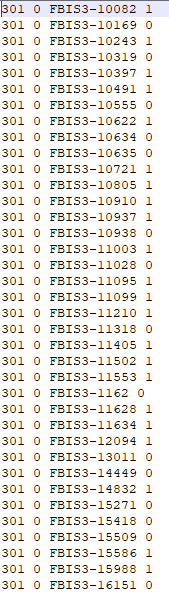 301 0 FBIS3-10082 1
301 0 FBIS3-10169 0
301 0 FBIS3-10243 1
301 0 FBIS3-10319 0
301 0 FBIS3-10397 1
301 0 FBIS3-10491 1
301 0 FBIS3-10555 0
301 0 FBIS3-10622 1
301 0 FBIS3-10634 0
301 0 FBIS3-10635 0
301 0 FBIS3-10721 1
301 0 FBIS3-10805 1
301 0 FBIS3-10910 1
301 0 FBIS3-10937 1
301 0 FBIS3-10938 0
301 0 FBIS3-11003 1
301 0 FBIS3-11028 0
301 0 FBIS3-11095 1
301 0 FBIS3-11099 1
301 0 FBIS3-11210 1
301 0 FBIS3-11318 0
301 0 FBIS3-11405 1
301 0 FBIS3-11502 1
301 0 FBIS3-11553 1
301 0 FBIS3-1162 0
301 0 FBIS3-11628 1
301 0 FBIS3-11634 1
301 0 FBIS3-12094 1
301 0 FBIS3-13011 0
301 0 FBIS3-14449 0
301 0 FBIS3-14832 1
301 0 FBIS3-15271 0
301 0 FBIS3-15418 0
301 0 FBIS3-15509 0
301 0 FBIS3-15586 1
301 0 FBIS3-15988 1
301 0 FBIS3-16151 0